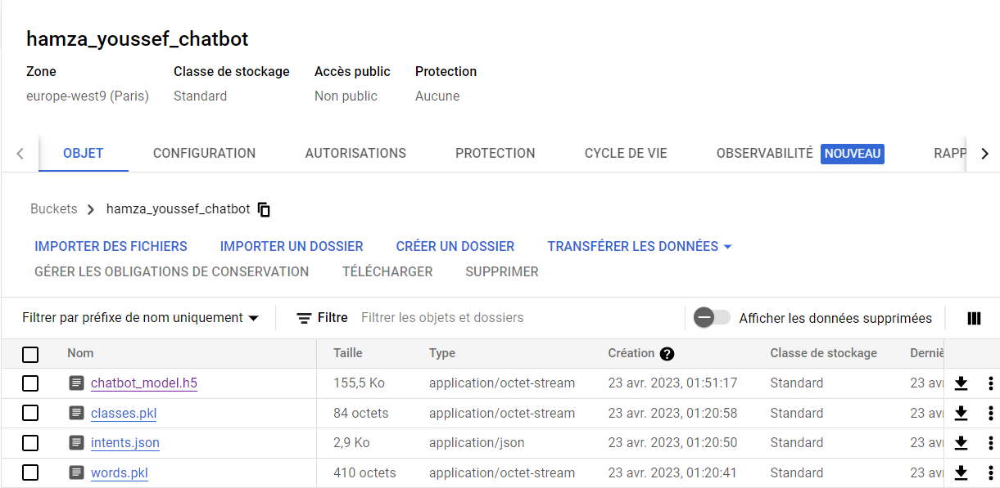 hamza_youssef_chatbot
Zone Classe de stockage Accès public Protection
europe-west9 (Paris) Standard Non public Aucune
OBJET CONFIGURATION AUTORISATIONS PROTECTION CYCLE DE VIE OBSERVABILITÉ NOUVEAU RAPP
Buckets hamza_youssef_chatbot
IMPORTER DES FICHIERS IMPORTER UN DOSSIER CRÉER UN DOSSIER TRANSFÉRER LES DONNÉES
GÉRER LES OBLIGATIONS DE CONSERVATION TÉLÉCHARGER SUPPRIMER
Filtrer par préfixe de nom uniquement Filtre Filtrer les objets et dossiers Afficher les données supprimées
Nom Taille Type Création ? Classe de stockage Derniè
chatbot_model.h5 155,5 Ko application/octet-stream 23 avr. 2023, 01:51:17 Standard 23 avr
classes.pkl 84 octets application/octet-stream 23 avr. 2023, 01:20:58 Standard 23 avr
intents.json 2,9 Ko application/json 23 avr. 2023, 01:20:50 Standard 23 avr
words.pkl 410 octets application/octet-stream 23 avr. 2023, 01:20:41 Standard 23 avr